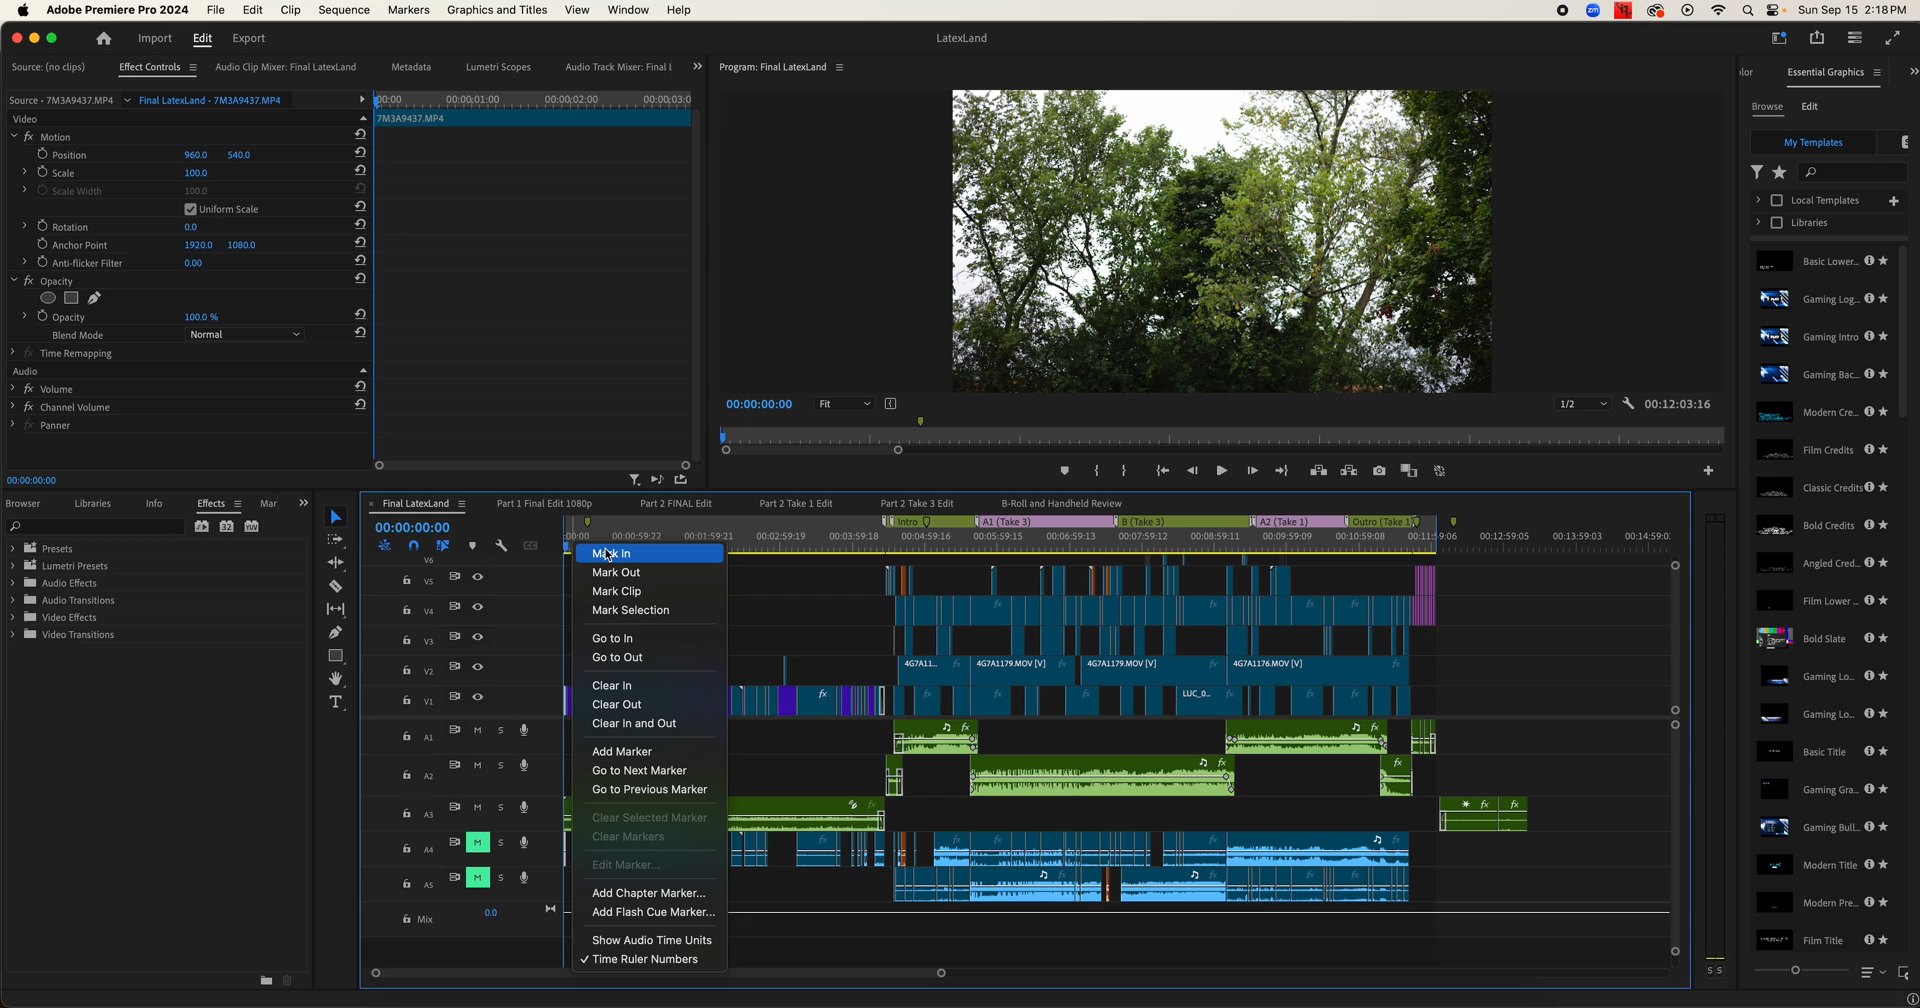 Adobe Premiere Pro 2024 File Edit Clip Sequence Markers Graphics and Titles View Window Help
zm
Sun Sep 15 2:18 PM
Import Edit Export
LatexLand
Source: (no clips) Effect Controls Audio Clip Mixer: Final LatexLand Metadata Lumetri Scopes Audio Track Mixer: Final L
Source • 7M3A9437.MP4 Final LatexLand • 7M3A9437.MP4
00:00 00:00:01:00 00:00:02:00 00:00:03:0
7M3A9437.MP4
Video
fx Motion
Position 960.0 540.0
Scale 100.0
Scale Width 100.0
Uniform Scale
Rotation 0.0
Anchor Point 1920.0 1080.0
Anti-flicker Filter 0.00
fx Opacity
Opacity 100.0 %
Blend Mode Normal
fx Time Remapping
Audio
fx Volume
fx Channel Volume
fx Panner
00:00:00:00
Program: Final LatexLand
00:00:00:00 Fit 1/2 00:12:03:16
lor Essential Graphics
Browse Edit
My Templates
Local Templates
Libraries
Basic Lower...
Gaming Log...
Gaming Intro
Gaming Bac...
Modern Cre...
Film Credits
Classic Credits
Bold Credits
Angled Cred...
Film Lower ...
Bold Slate
Gaming Lo...
Gaming Lo...
Basic Title
Gaming Gra...
Gaming Bull...
Modern Title
Modern Pre...
Film Title
Browser Libraries Info Effects Mar
32 YUV
Presets
Lumetri Presets
Audio Effects
Audio Transitions
Video Effects
Video Transitions
Final LatexLand Part 1 Final Edit 1080p Part 2 FINAL Edit Part 2 Take 1 Edit Part 2 Take 3 Edit B-Roll and Handheld Review
00:00:00:00
Intro A1 (Take 3) B (Take 3) A2 (Take 1) Outro (Take 1
:00:00 00:00:59:22 00:01:59:21 00:02:59:19 00:03:59:18 00:04:59:16 00:05:59:15 00:06:59:13 00:07:59:12 00:08:59:11 00:09:59:10 00:10:59:08 00:11:59:06 00:12:59:05 00:13:59:03 00:14:59:0
V6
V5
V4
V3
V2
V1
4G7A11... fx 4G7A1179.MOV [V] fx 4G7A1179.MOV [V] 4G7A1176.MOV [V] fx
LUC_0...
A1 M S
A2 M S
A3 M S
A4 M S
A5 M S
Mix 0.0
Mark In
Mark Out
Mark Clip
Mark Selection
Go to In
Go to Out
Clear In
Clear Out
Clear In and Out
Add Marker
Go to Next Marker
Go to Previous Marker
Clear Selected Marker
Clear Markers
Edit Marker...
Add Chapter Marker...
Add Flash Cue Marker...
Show Audio Time Units
✓ Time Ruler Numbers
S S